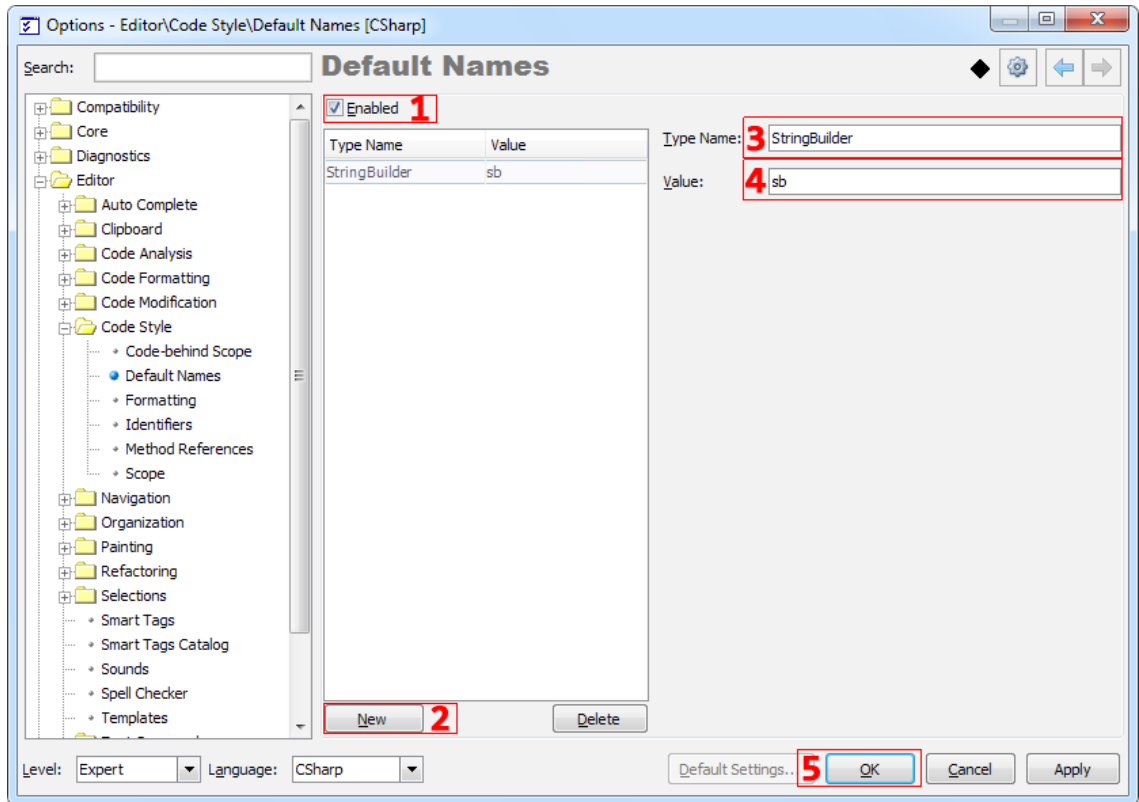 Options - Editor\Code Style\Default Names [CSharp]
Search:
Default Names
Compatibility
Core
Diagnostics
Editor
Auto Complete
Clipboard
Code Analysis
Code Formatting
Code Modification
Code Style
Code-behind Scope
Default Names
Formatting
Identifiers
Method References
Scope
Navigation
Organization
Painting
Refactoring
Selections
Smart Tags
Smart Tags Catalog
Sounds
Spell Checker
Templates
Enabled 1
Type Name Value
StringBuilder sb
New 2 Delete
Type Name: 3 StringBuilder
Value: 4 sb
Level: Expert Language: CSharp
Default Settings... 5 OK Cancel Apply